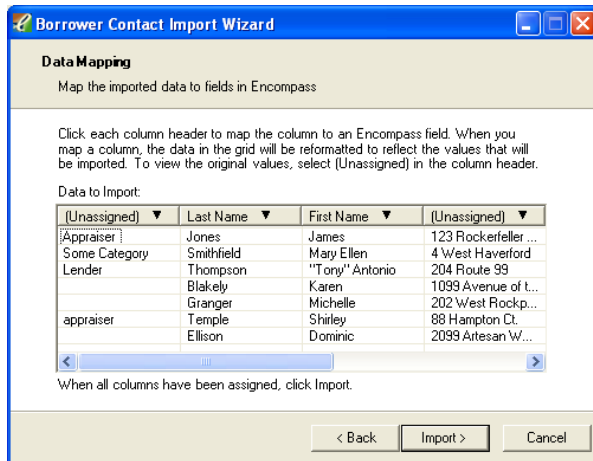 Borrower Contact Import Wizard
Data Mapping
Map the imported data to fields in Encompass
Click each column header to map the column to an Encompass field. When you
map a column, the data in the grid will be reformatted to reflect the values that will
be imported. To view the original values, select (Unassigned) in the column header.
Data to Import:
(Unassigned) ▼ Last Name ▼ First Name ▼ (Unassigned) ▼
Appraiser Jones James 123 Rockerfeller ...
Some Category Smithfield Mary Ellen 4 West Haverford
Lender Thompson "Tony" Antonio 204 Route 99
Blakely Karen 1099 Avenue of t...
Granger Michelle 202 West Rockp...
appraiser Temple Shirley 88 Hampton Ct.
Ellison Dominic 2099 Artesan W...
When all columns have been assigned, click Import.
< Back Import > Cancel